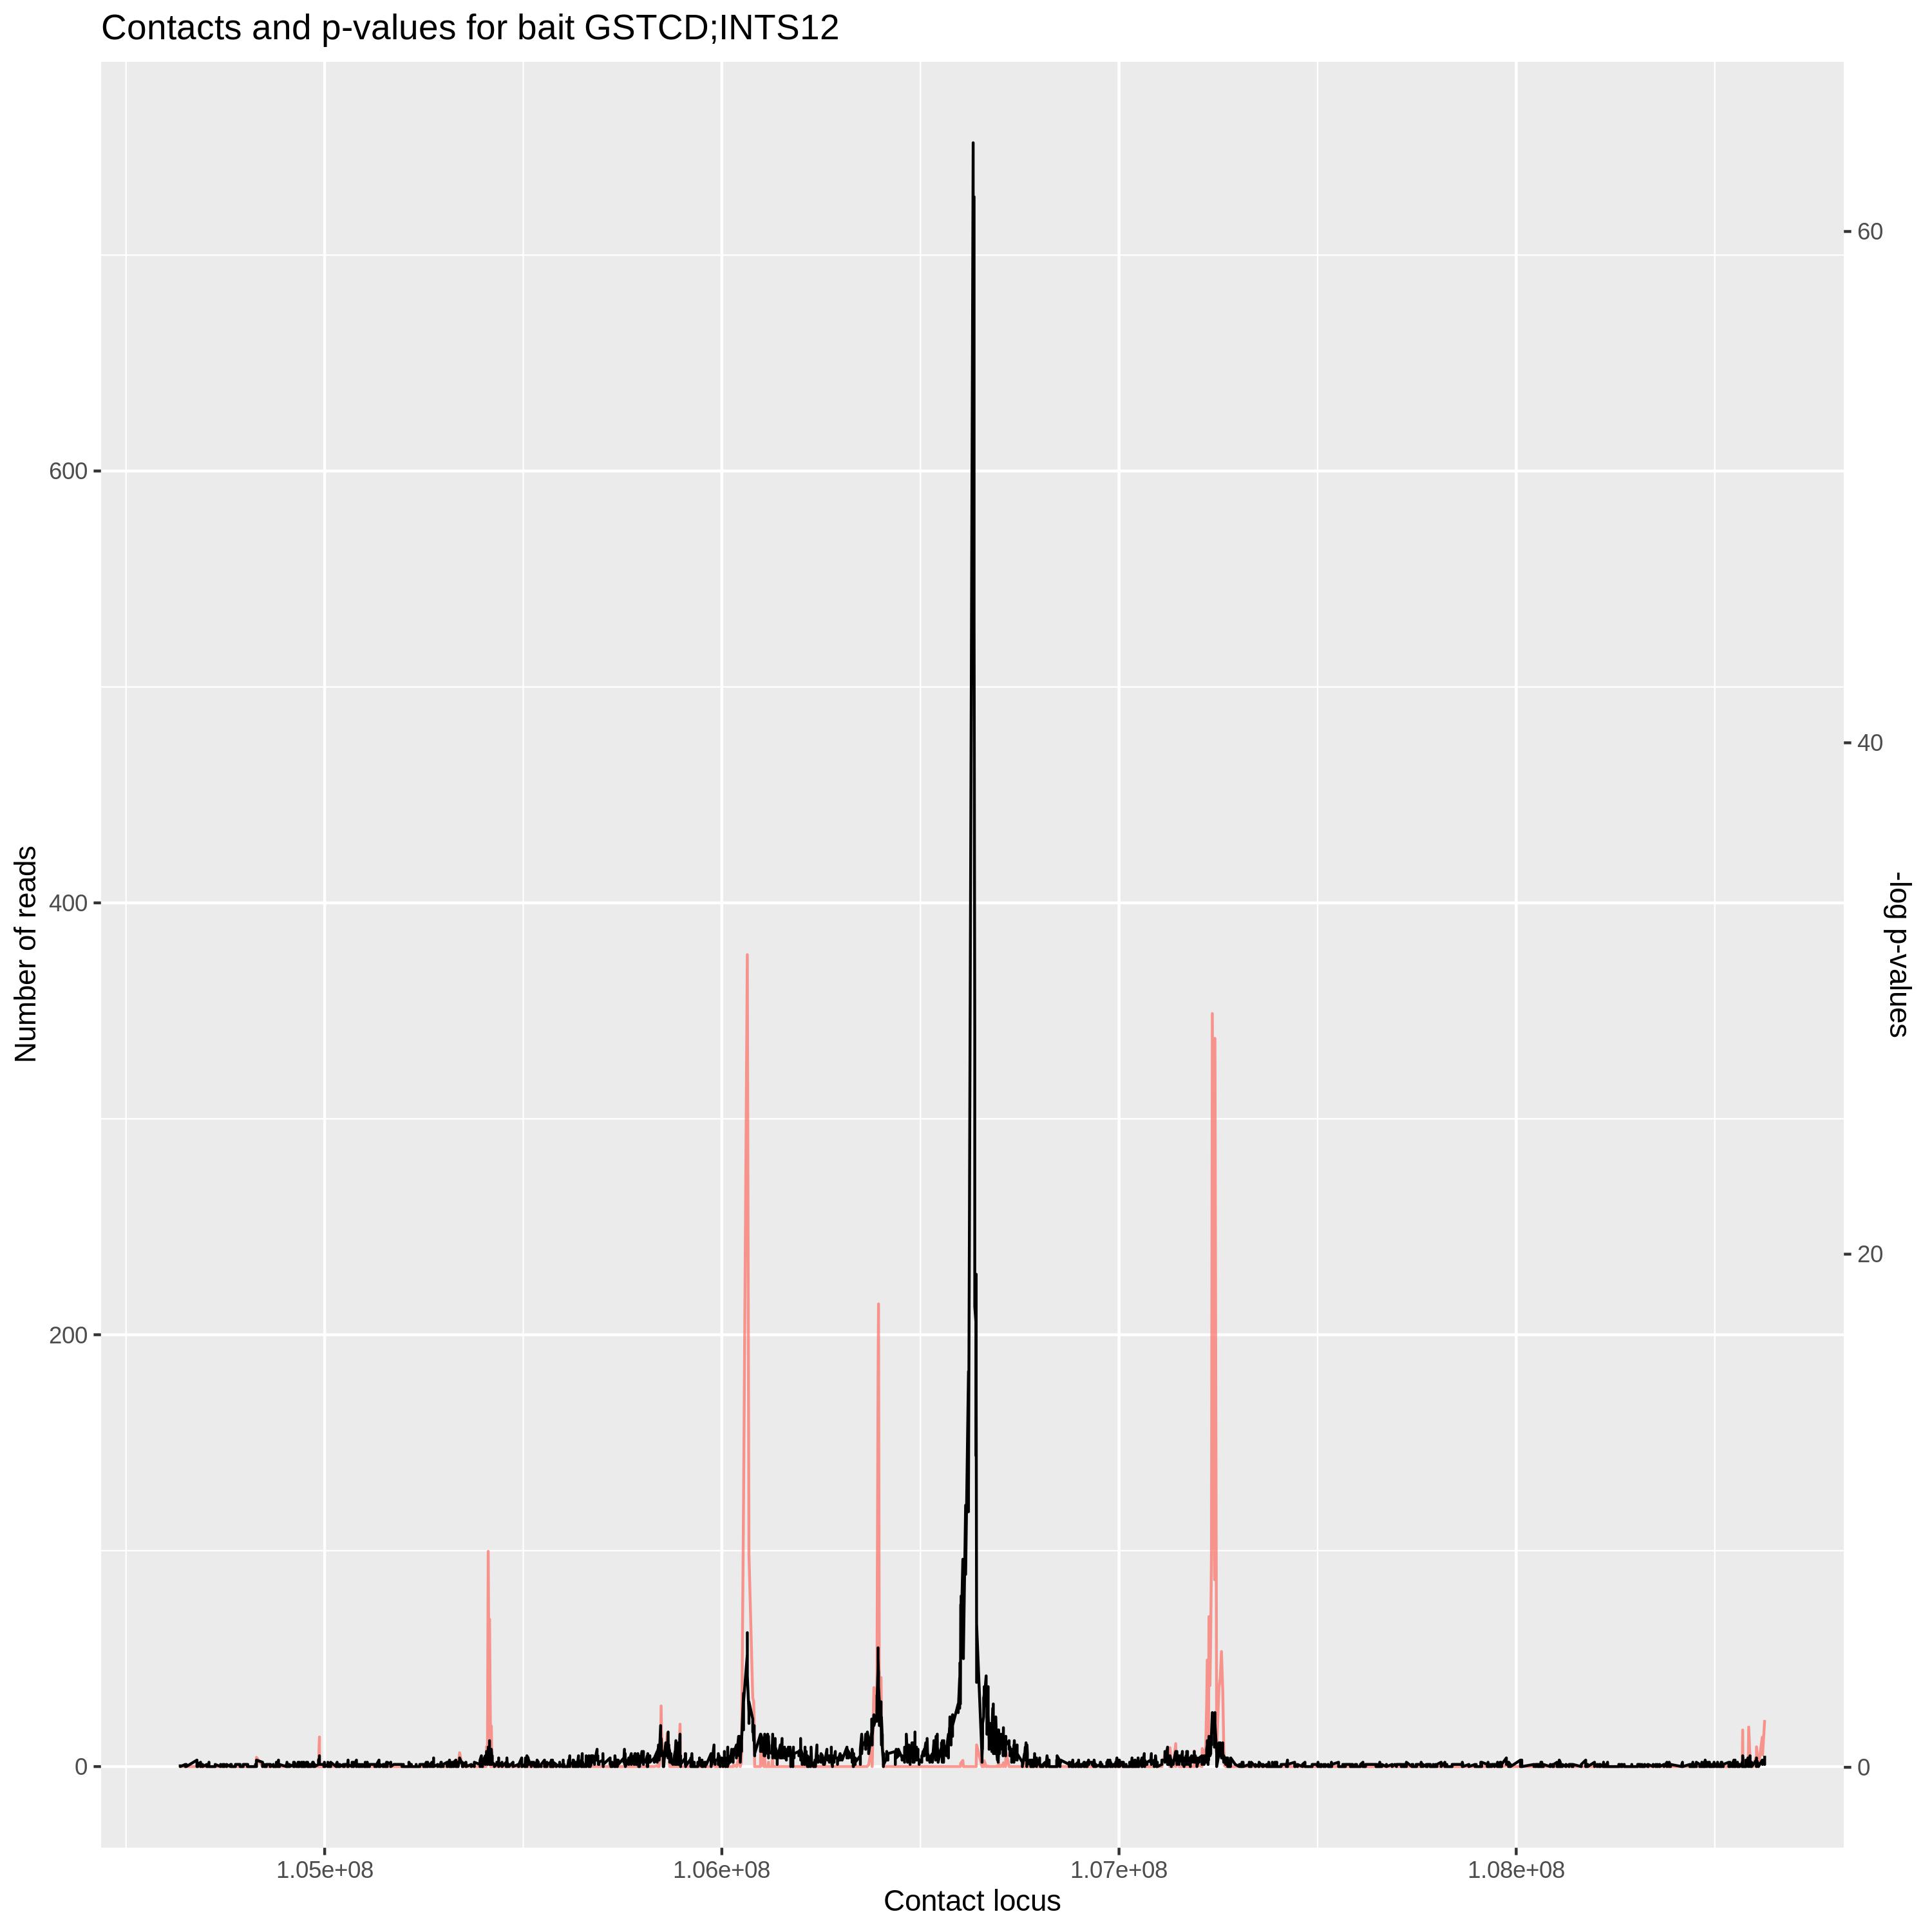 Contacts and p-values for bait GSTCD;INTS12
Number of reads
600
400
200
0
60
40
20
0
-log p-values
1.05e+08
1.06e+08
1.07e+08
1.08e+08
Contact locus